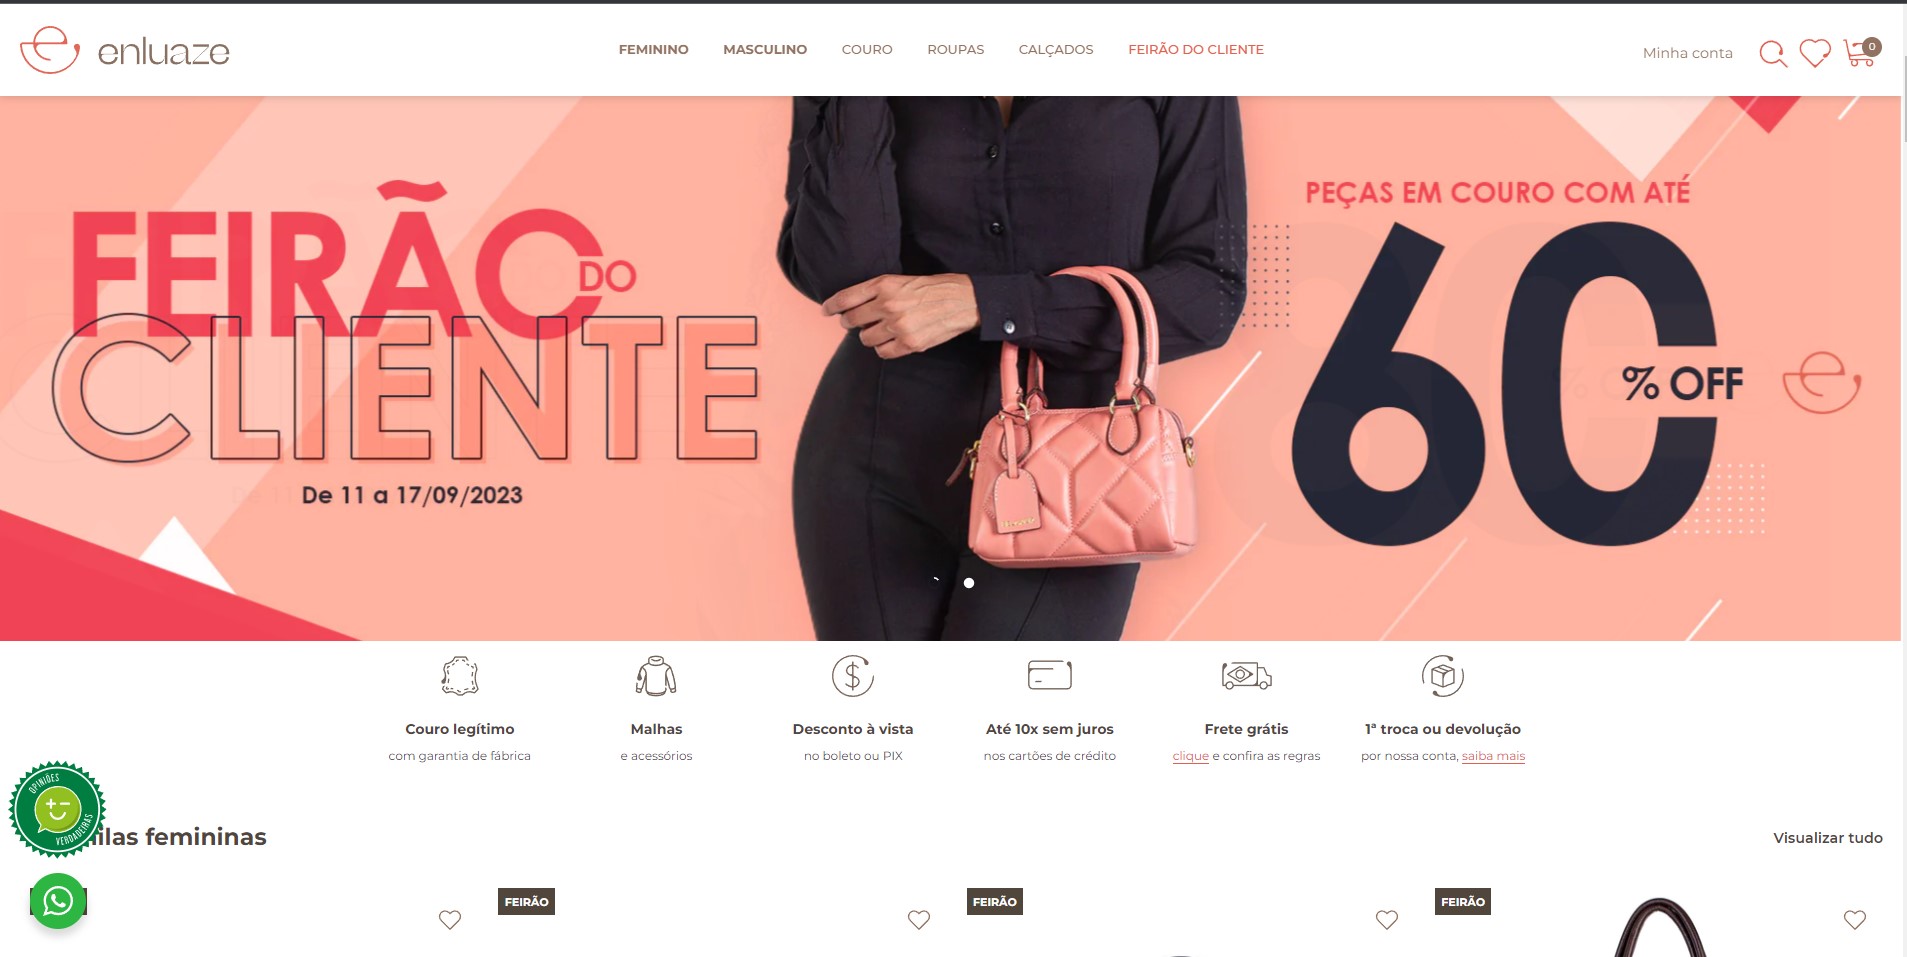 enluaze
FEMININO MASCULINO COURO ROUPAS CALÇADOS FEIRÃO DO CLIENTE
Minha conta
0
FEIRÃO DO
CLIENTE
De 11 a 17/09/2023
PEÇAS EM COURO COM ATÉ
60
% OFF
Couro legítimo
com garantia de fábrica
Malhas
e acessórios
Desconto à vista
no boleto ou PIX
Até 10x sem juros
nos cartões de crédito
Frete grátis
clique e confira as regras
1ª troca ou devolução
por nossa conta, saiba mais
OPINIÕES
VERDADEIRAS
femininas
Visualizar tudo
FEIRÃO
FEIRÃO
FEIRÃO